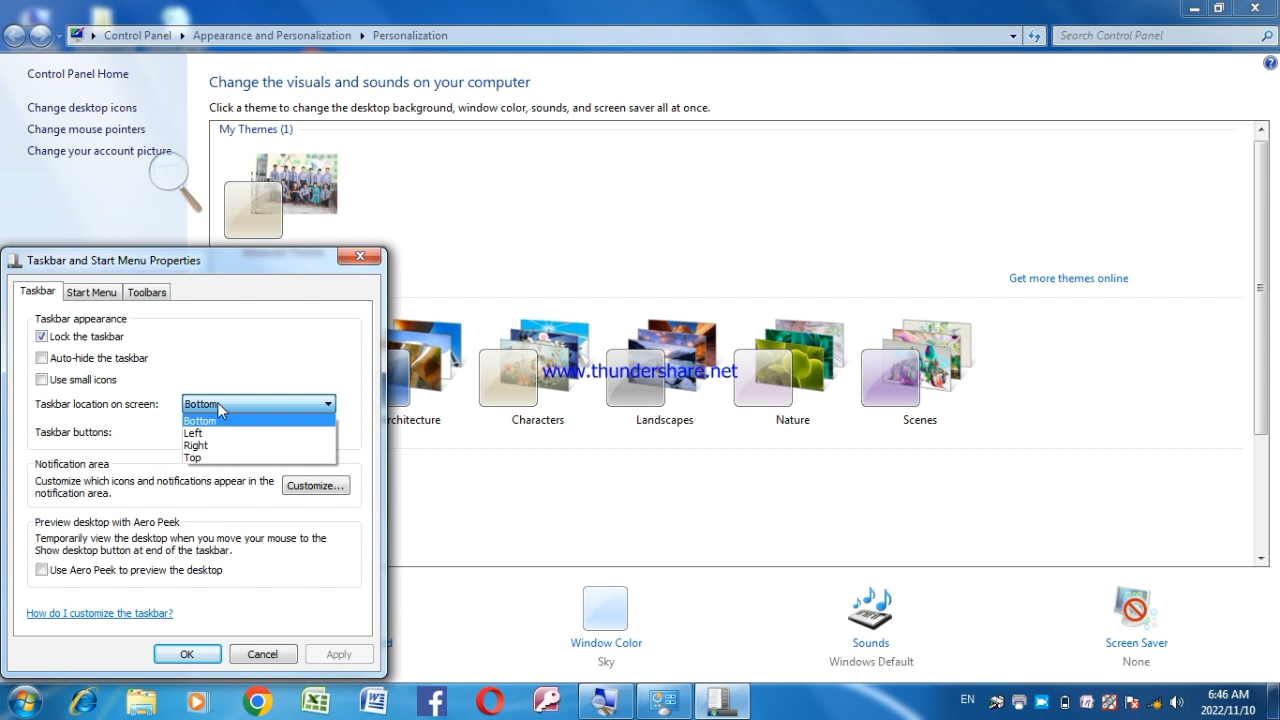 Control Panel
Appearance and Personalization
Personalization
Search Control Panel
Control Panel Home
Change desktop icons
Change mouse pointers
Change your account picture
Change the visuals and sounds on your computer
Click a theme to change the desktop background, window color, sounds, and screen saver all at once.
My Themes (1)
Get more themes online
Characters
Landscapes
Nature
Scenes
www.thundershare.net
Window Color
Sky
Sounds
Windows Default
Screen Saver
None
Taskbar and Start Menu Properties
Taskbar
Start Menu
Toolbars
Taskbar appearance
Lock the taskbar
Auto-hide the taskbar
Use small icons
Taskbar location on screen:
Bottom
Bottom
Left
Right
Top
Taskbar buttons:
Notification area
Customize which icons and notifications appear in the
notification area.
Customize...
Preview desktop with Aero Peek
Temporarily view the desktop when you move your mouse to the
Show desktop button at end of the taskbar.
Use Aero Peek to preview the desktop
How do I customize the taskbar?
OK
Cancel
Apply
EN
6:46 AM
2022/11/10